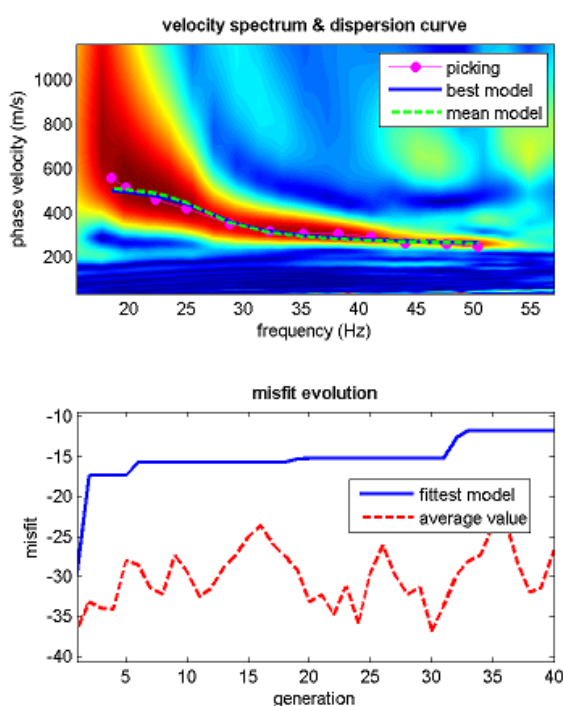 velocity spectrum & dispersion curve
phase velocity (m/s)
1000
800
600
400
200
picking
best model
mean model
20 25 30 35 40 45 50 55
frequency (Hz)
misfit evolution
misfit
-10
-15
-20
-25
-30
-35
-40
fittest model
average value
5 10 15 20 25 30 35 40
generation